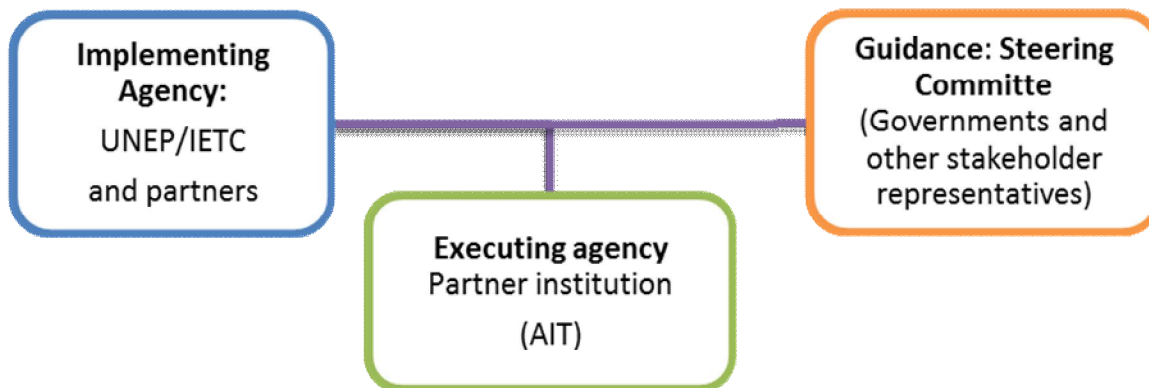 Implementing
Agency:
UNEP/IETC
and partners
Guidance: Steering
Committe
(Governments and
other stakeholder
representatives)
Executing agency
Partner institution
(AIT)